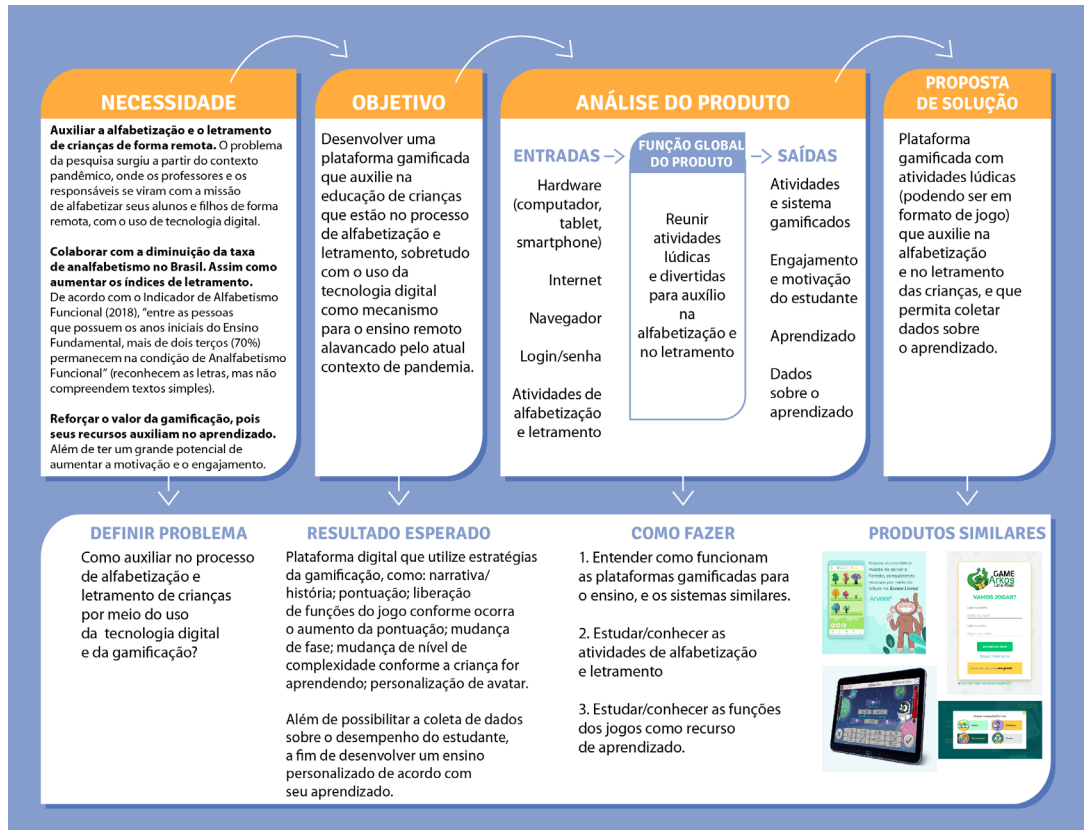 NECESSIDADE
Auxiliar a alfabetização e o letramento
de crianças de forma remota. O problema
da pesquisa surgiu a partir do contexto
pandêmico, onde os professores e os
responsáveis se viram com a missão
de alfabetizar seus alunos e filhos de forma
remota, com o uso de tecnologia digital.
Colaborar com a diminuição da taxa
de analfabetismo no Brasil. Assim como
aumentar os índices de letramento.
De acordo com o Indicador de Alfabetismo
Funcional (2018), “entre as pessoas
que possuem os anos iniciais do Ensino
Fundamental, mais de dois terços (70%)
permanecem na condição de Analfabetismo
Funcional” (reconhecem as letras, mas não
compreendem textos simples).
Reforçar o valor da gamificação, pois
seus recursos auxiliam no aprendizado.
Além de ter um grande potencial de
aumentar a motivação e o engajamento.
OBJETIVO
Desenvolver uma
plataforma gamificada
que auxilie na
educação de crianças
que estão no processo
de alfabetização e
letramento, sobretudo
com o uso da
tecnologia digital
como mecanismo
para o ensino remoto
alavancado pelo atual
contexto de pandemia.
ANÁLISE DO PRODUTO
ENTRADAS
Hardware
(computador,
tablet,
smartphone)
Internet
Navegador
Login/senha
Atividades de
alfabetização
e letramento
FUNÇÃO GLOBAL
DO PRODUTO
Reunir
atividades
lúdicas
e divertidas
para auxílio
na
alfabetização e
no letramento
SAÍDAS
Atividades
e sistema
gamificados
Engajamento
e motivação
do estudante
Aprendizado
Dados
sobre o
aprendizado
PROPOSTA
DE SOLUÇÃO
Plataforma
gamificada com
atividades lúdicas
(podendo ser em
formato de jogo)
que auxilie na
alfabetização
e no letramento
das crianças, e que
permita coletar
dados sobre
o aprendizado.
DEFINIR PROBLEMA
Como auxiliar no processo
de alfabetização e
letramento de crianças
por meio do uso
da tecnologia digital
e da gamificação?
RESULTADO ESPERADO
Plataforma digital que utilize estratégias
da gamificação, como: narrativa/
história; pontuação; liberação
de funções do jogo conforme ocorra
o aumento da pontuação; mudança
de fase; mudança de nível de
complexidade conforme a criança for
aprendendo; personalização de avatar.
Além de possibilitar a coleta de dados
sobre o desempenho do estudante,
a fim de desenvolver um ensino
personalizado de acordo com
seu aprendizado.
COMO FAZER
1. Entender como funcionam
as plataformas gamificadas para
o ensino, e os sistemas similares.
2. Estudar/conhecer as
atividades de alfabetização
e letramento
3. Estudar/conhecer as funções
dos jogos como recurso
de aprendizado.
PRODUTOS SIMILARES
Arvore
GAME
Arkos
VAMOS JOGAR?